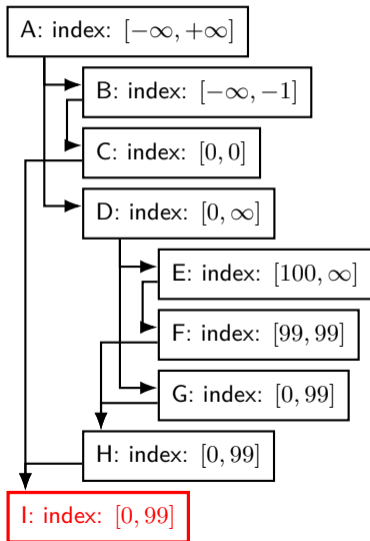 A: index: [−∞, +∞]
B: index: [−∞, −1]
C: index: [0, 0]
D: index: [0, ∞]
E: index: [100, ∞]
F: index: [99, 99]
G: index: [0, 99]
H: index: [0, 99]
I: index: [0, 99]